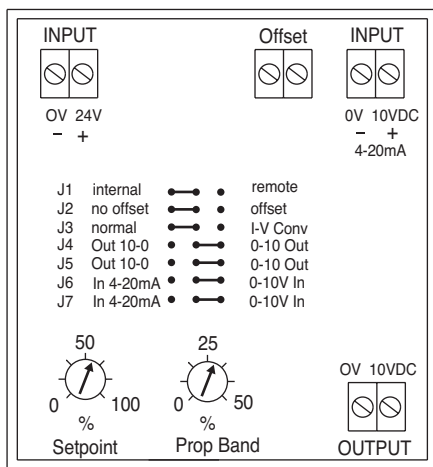 INPUT Offset INPUT
OV 24V 0V 10VDC
− + − +
4-20mA
J1 internal remote
J2 no offset offset
J3 normal I-V Conv
J4 Out 10-0 0-10 Out
J5 Out 10-0 0-10 Out
J6 In 4-20mA 0-10V In
J7 In 4-20mA 0-10V In
50 25
0 100 0 50
% %
Setpoint Prop Band
OV 10VDC
OUTPUT